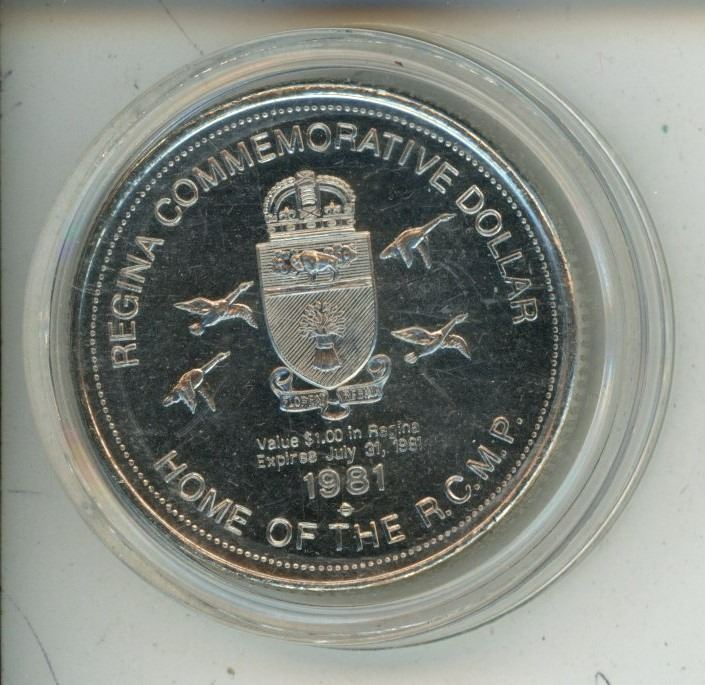 REGINA COMMEMORATIVE DOLLAR
Value $1.00 in Regina
Expires July 31, 1981
1981
HOME OF THE R.C.M.P.